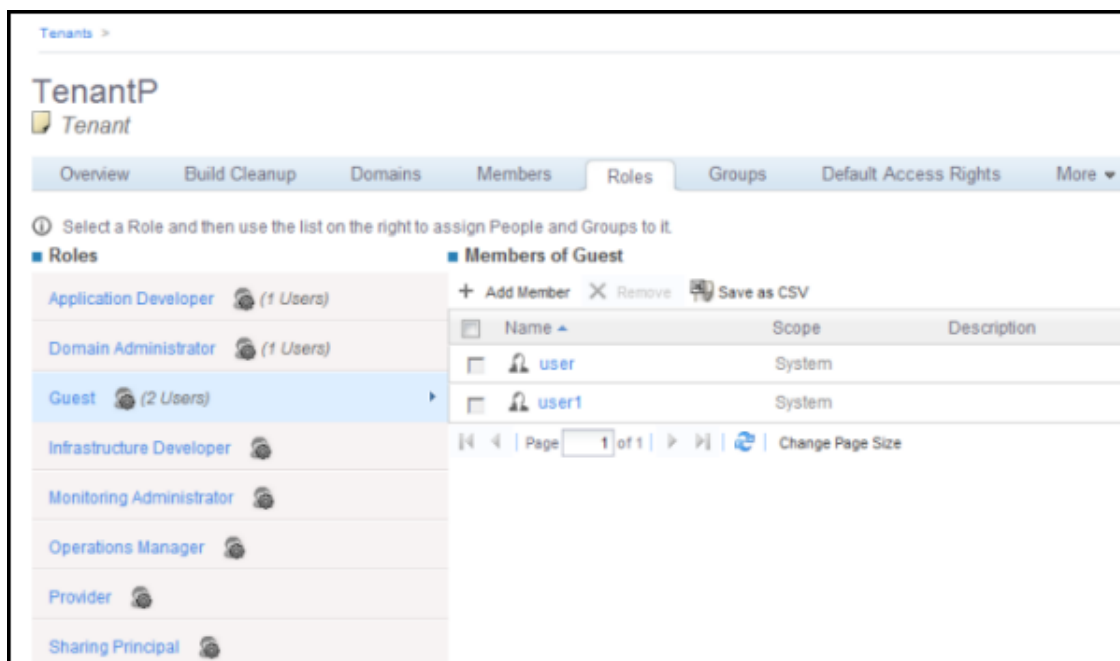 Tenants >
TenantP
Tenant
Overview Build Cleanup Domains Members Roles Groups Default Access Rights More
Select a Role and then use the list on the right to assign People and Groups to it.
Roles
Application Developer (1 Users)
Domain Administrator (1 Users)
Guest (2 Users)
Infrastructure Developer
Monitoring Administrator
Operations Manager
Provider
Sharing Principal
Members of Guest
Add Member Remove Save as CSV
Name Scope Description
user System
user1 System
Page 1 of 1 Change Page Size